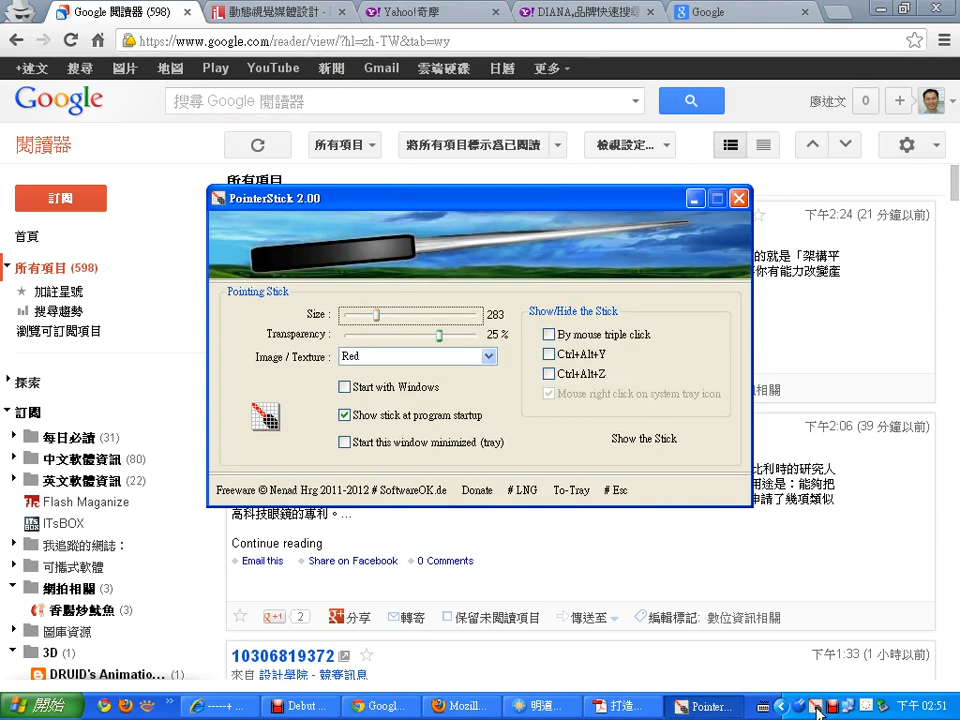 Google 閱讀器 (598)
動態視覺媒體設計 -
Yahoo!奇摩
DIANA,品牌快速搜尋
Google
https://www.google.com/reader/view/?hl=zh-TW&tab=wy
+述文 搜尋 圖片 地圖 Play YouTube 新聞 Gmail 雲端硬碟 日曆 更多
Google
搜尋 Google 閱讀器
廖述文 0 +
閱讀器
所有項目
將所有項目標示為已閱讀
檢視設定...
訂閱
首頁
所有項目 (598)
加註星號
搜尋趨勢
瀏覽可訂閱項目
探索
訂閱
每日必讀 (31)
中文軟體資訊 (80)
英文軟體資訊 (22)
Flash Maganize
ITsBOX
我追蹤的網誌：
可攜式軟體
網拍相關 (3)
香點炒魷魚 (3)
圖庫資源
3D (1)
DRUID's Animatio... (1)
所有項目
下午2:24 (21 分鐘以前)
的就是「架構平
你有能力改變產
相關
PointerStick 2.00
Pointing Stick
Size : 283
Transparency : 25 %
Image / Texture : Red
Start with Windows
Show stick at program startup
Start this window minimized (tray)
Show/Hide the Stick
By mouse triple click
Ctrl+Alt+Y
Ctrl+Alt+Z
Mouse right click on system tray icon
Show the Stick
Freeware © Nenad Hrg 2011-2012 # SoftwareOK.de Donate # LNG To-Tray # Esc
下午2:06 (39 分鐘以前)
比利時的研究人
用途是：能夠把
申請了幾項類似
高科技眼鏡的專利。...
Continue reading
Email this Share on Facebook 0 Comments
+1 2 分享 轉寄 保留未閱讀項目 傳送至 編輯標記: 數位資訊相關
10306819372
下午1:33 (1 小時以前)
來自 設計學院 - 競賽訊息
開始
-----+ ...
Debut ...
Googl...
Mozill...
明道...
打造...
Pointer...
下午 02:51